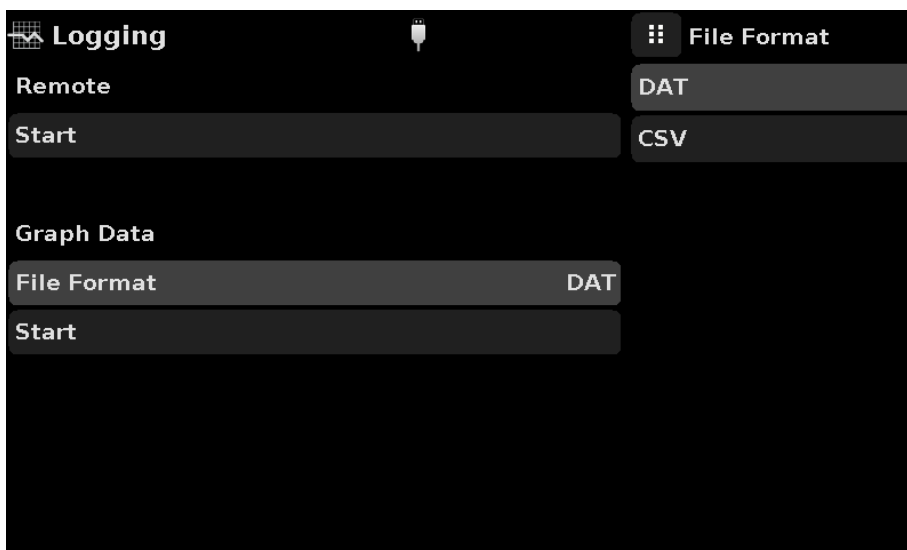 Logging
Remote
Start
Graph Data
File Format DAT
Start
File Format
DAT
CSV